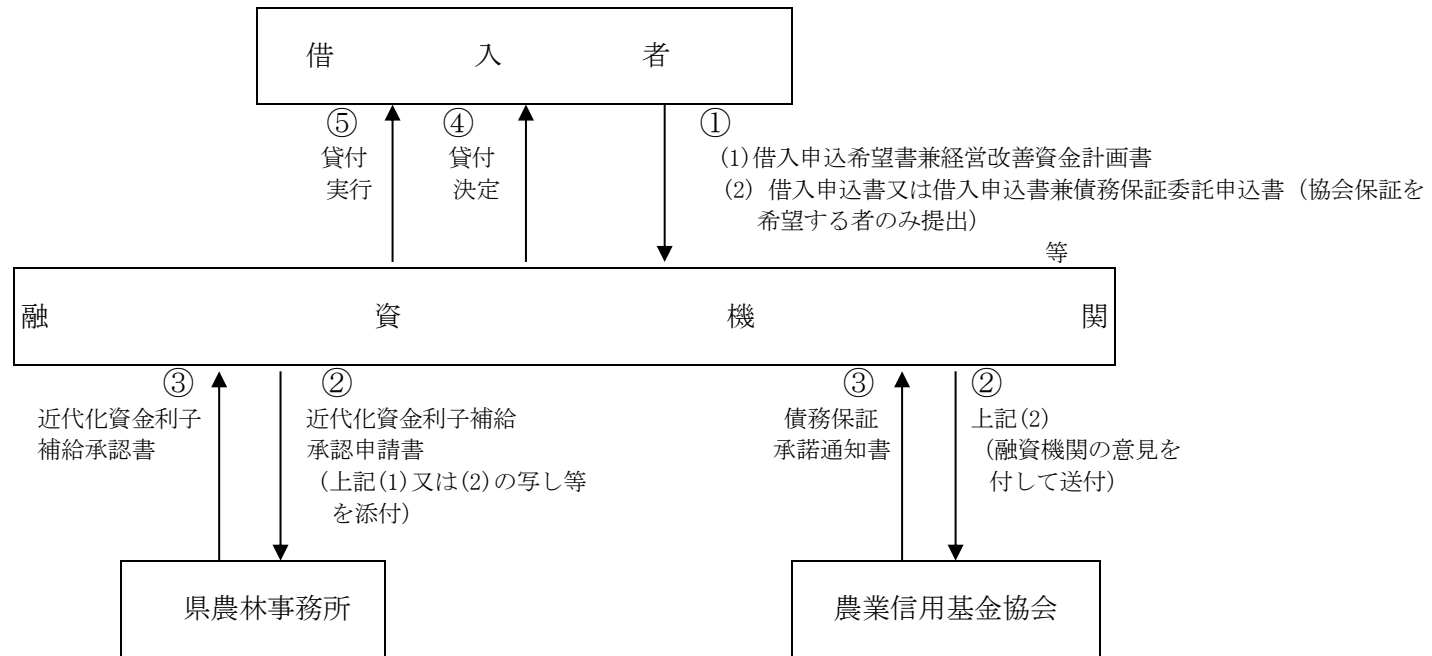 借入者
⑤
貸付
実行
④
貸付
決定
①
(1)借入申込希望書兼経営改善資金計画書
(2) 借入申込書又は借入申込書兼債務保証委託申込書（協会保証を
希望する者のみ提出）
等
融資機関
③
近代化資金利子
補給承認書
②
近代化資金利子補給
承認申請書
（上記(1)又は(2)の写し等
を添付）
③
債務保証
承諾通知書
②
上記(2)
（融資機関の意見を
付して送付）
県農林事務所
農業信用基金協会